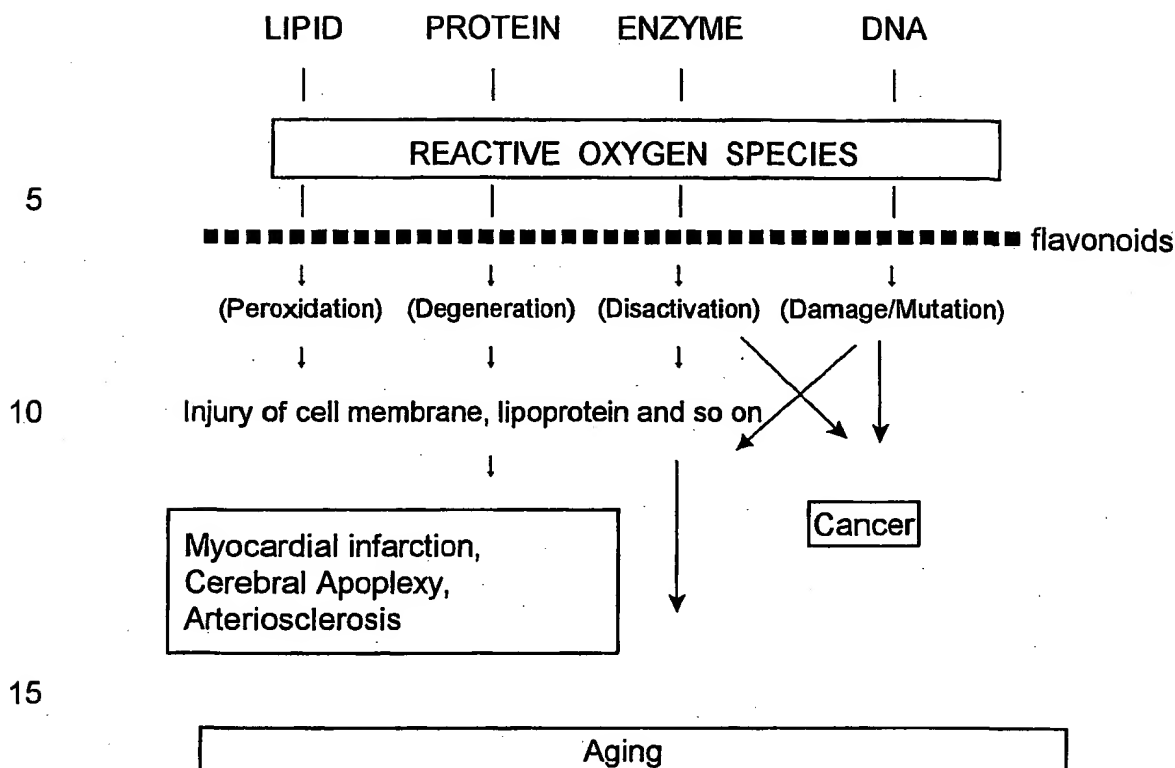 LIPID PROTEIN ENZYME DNA
REACTIVE OXYGEN SPECIES
5
flavonoids
(Peroxidation) (Degeneration) (Disactivation) (Damage/Mutation)
10 Injury of cell membrane, lipoprotein and so on
Cancer
Myocardial infarction,
Cerebral Apoplexy,
Arteriosclerosis
15
Aging